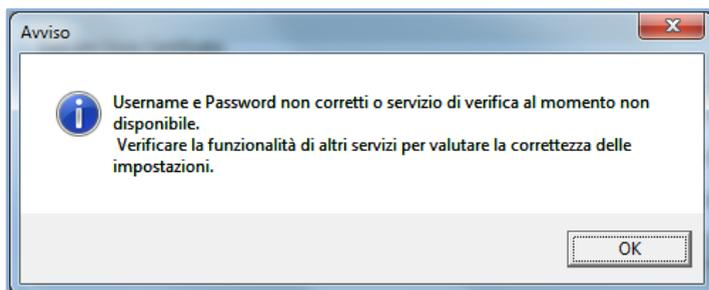 Avviso
Username e Password non corretti o servizio di verifica al momento non
disponibile.
Verificare la funzionalità di altri servizi per valutare la correttezza delle
impostazioni.
OK